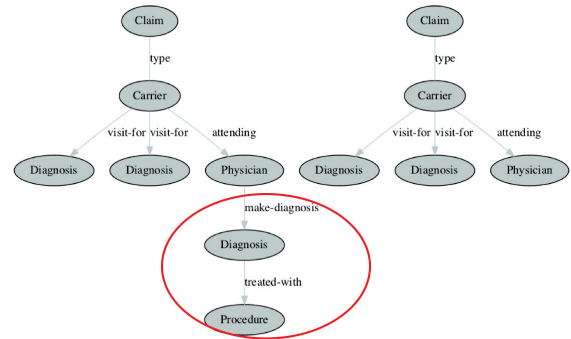 Claim Claim
type type
Carrier Carrier
visit-for visit-for attending visit-for visit-for attending
Diagnosis Diagnosis Physician Diagnosis Diagnosis Physician
make-diagnosis
Diagnosis
treated-with
Procedure